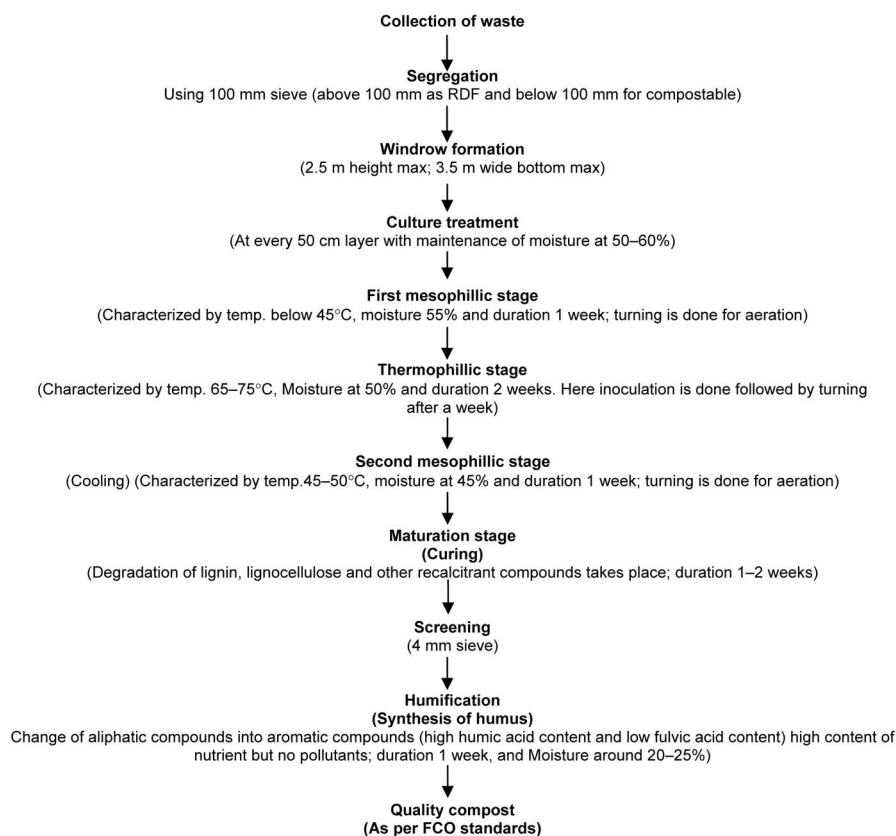 Collection of waste
Segregation
Using 100 mm sieve (above 100 mm as RDF and below 100 mm for compostable)
Windrow formation
(2.5 m height max; 3.5 m wide bottom max)
Culture treatment
(At every 50 cm layer with maintenance of moisture at 50–60%)
First mesophillic stage
(Characterized by temp. below 45°C, moisture 55% and duration 1 week; turning is done for aeration)
Thermophillic stage
(Characterized by temp. 65–75°C, Moisture at 50% and duration 2 weeks. Here inoculation is done followed by turning
after a week)
Second mesophillic stage
(Cooling) (Characterized by temp.45–50°C, moisture at 45% and duration 1 week; turning is done for aeration)
Maturation stage
(Curing)
(Degradation of lignin, lignocellulose and other recalcitrant compounds takes place; duration 1–2 weeks)
Screening
(4 mm sieve)
Humification
(Synthesis of humus)
Change of aliphatic compounds into aromatic compounds (high humic acid content and low fulvic acid content) high content of
nutrient but no pollutants; duration 1 week, and Moisture around 20–25%)
Quality compost
(As per FCO standards)